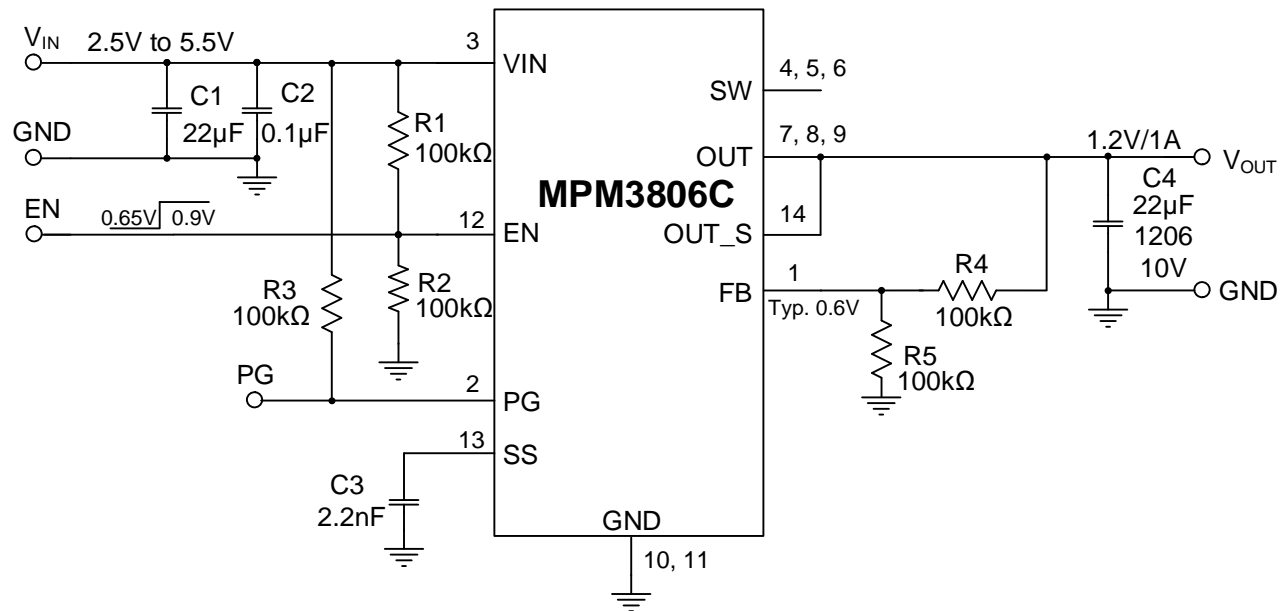 VIN 2.5V to 5.5V
3
VIN
C1
22µF
C2
0.1µF
R1
100kΩ
GND
EN
0.65V 0.9V
12
EN
R3
100kΩ
R2
100kΩ
PG
2
PG
13
SS
C3
2.2nF
MPM3806C
GND
10, 11
SW
4, 5, 6
OUT
7, 8, 9
OUT_S
14
FB
1
Typ. 0.6V
R4
100kΩ
R5
100kΩ
1.2V/1A
VOUT
C4
22µF
1206
10V
GND